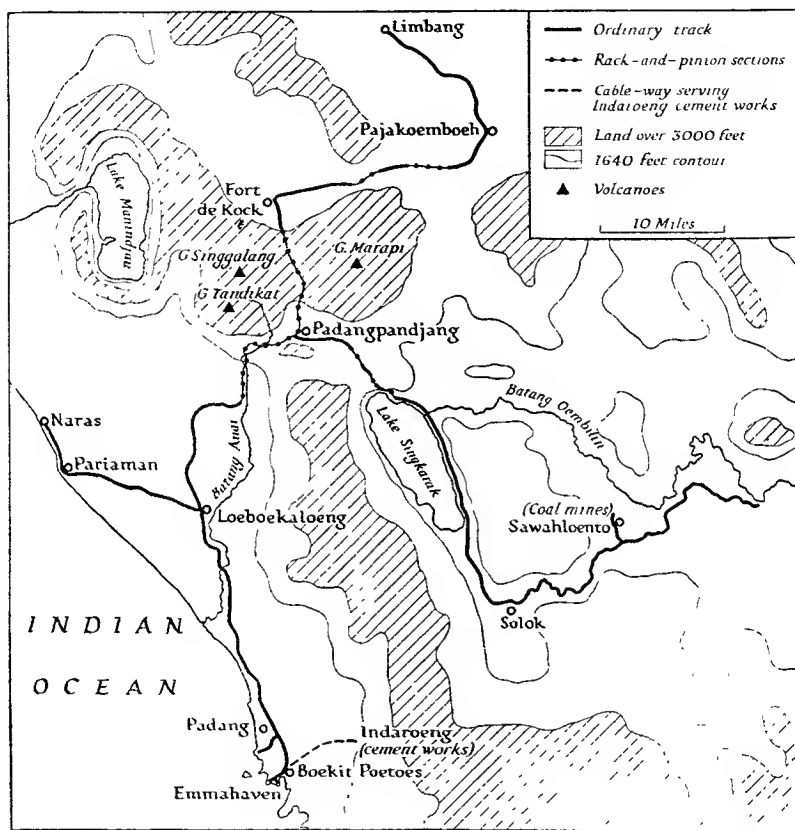 Limbang
Ordinary track
Rack-and-pinion sections
Cable-way serving
Indaroeng cement works
Land over 3000 feet
1640 feet contour
Volcanoes
10 Miles
Pajakoemboeh
Lake Manindjau
Fort
de Kock
G. Marapi
G Singgalang
G Tandikat
Padangpandjang
Batang Oembilin
Lake Singkarak
Naras
Pariaman
Batang Anai
Loeboekaloeng
(Coal mines)
Sawahloento
Solok
INDIAN
OCEAN
Padang
Indaroeng
(cement works)
Boekit Poetoes
Emmahaven